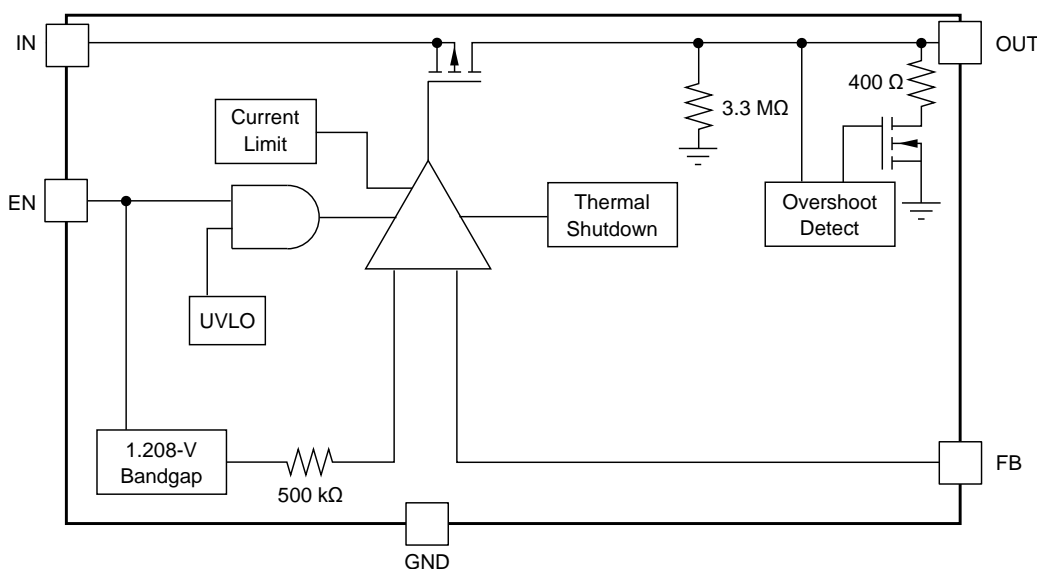 IN
OUT
400 Ω
3.3 MΩ
Current
Limit
EN
Thermal
Shutdown
Overshoot
Detect
UVLO
1.208-V
Bandgap
500 kΩ
FB
GND